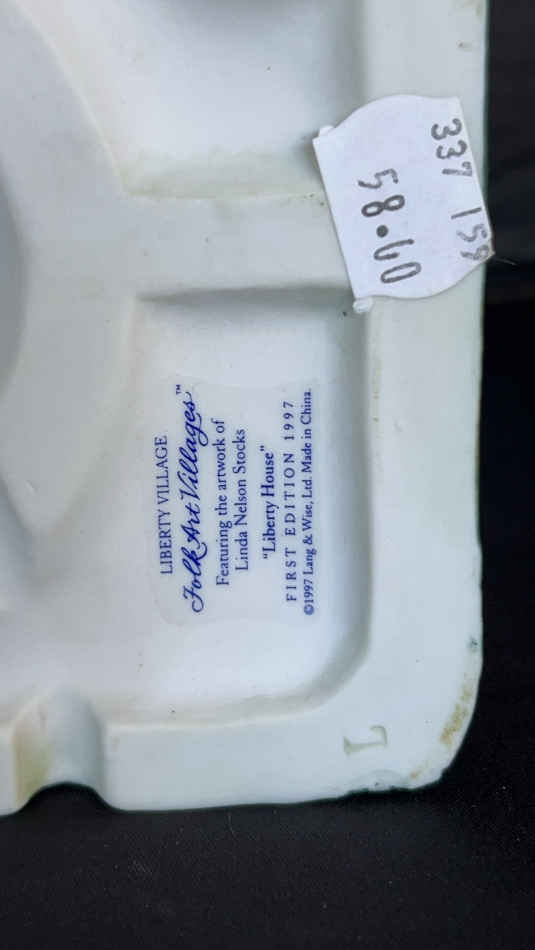 337 159
58.40
LIBERTY VILLAGE
Folk Art Villages™
Featuring the artwork of
Linda Nelson Stocks
"Liberty House"
FIRST EDITION 1997
©1997 Lang & Wise, Ltd. Made in China.
L